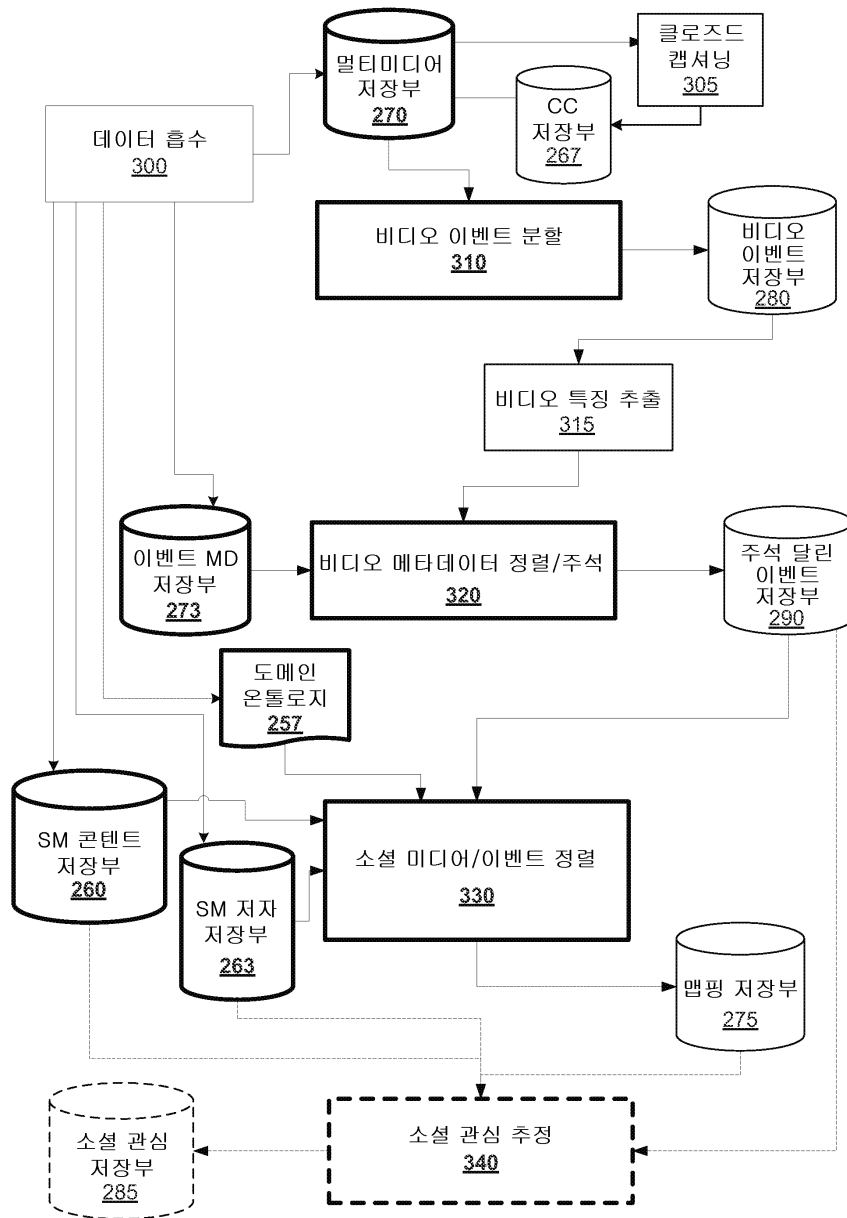 멀티미디어
저장부
270
클로즈드
캡셔닝
305
CC
저장부
267
데이터 흡수
300
비디오 이벤트 분할
310
비디오
이벤트
저장부
280
비디오 특징 추출
315
이벤트 MD
저장부
273
비디오 메타데이터 정렬/주석
320
주석 달린
이벤트
저장부
290
도메인
온톨로지
257
SM 콘텐트
저장부
260
SM 저자
저장부
263
소셜 미디어/이벤트 정렬
330
맵핑 저장부
275
소셜 관심
저장부
285
소셜 관심 추정
340